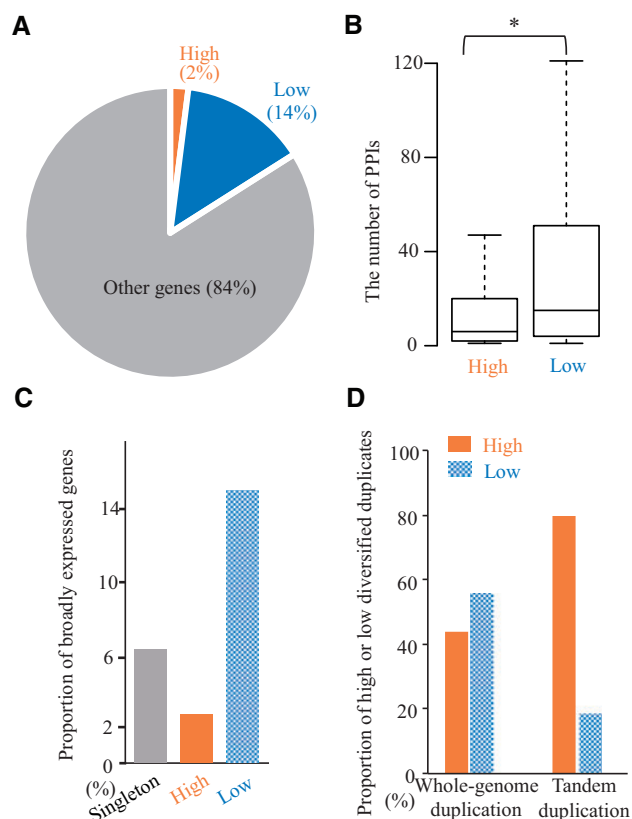 A
High
(2%)
Low
(14%)
Other genes (84%)
B
*
The number of PPIs
120
80
40
0
High
Low
C
Proportion of broadly expressed genes
14
10
6
2
0
(%)
Singleton
High
Low
D
Proportion of high or low diversified duplicates
High
Low
100
80
60
40
20
0
(%)
Whole-genome
duplication
Tandem
duplication